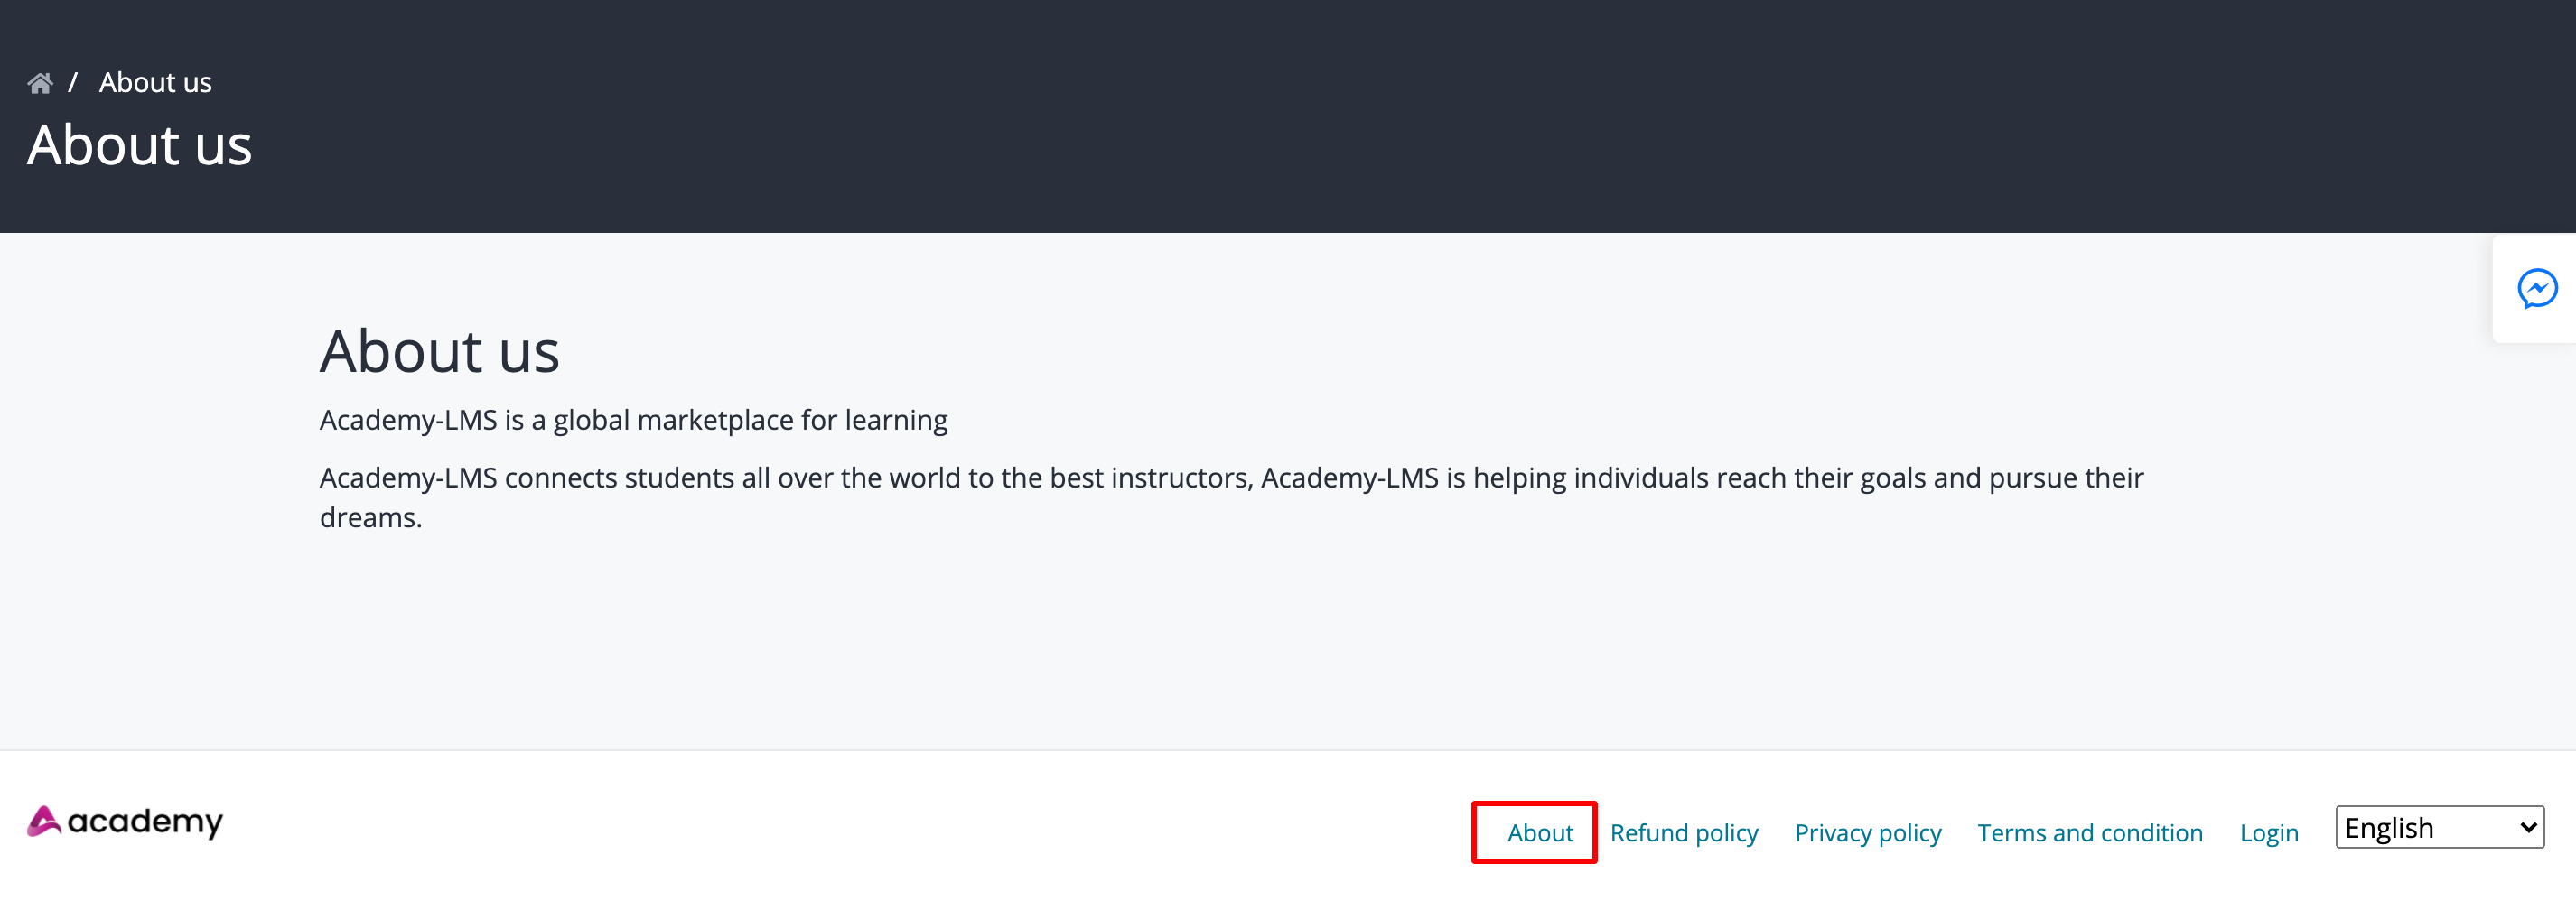 / About us
About us
About us
Academy-LMS is a global marketplace for learning
Academy-LMS connects students all over the world to the best instructors, Academy-LMS is helping individuals reach their goals and pursue their
dreams.
academy
About Refund policy Privacy policy Terms and condition Login English